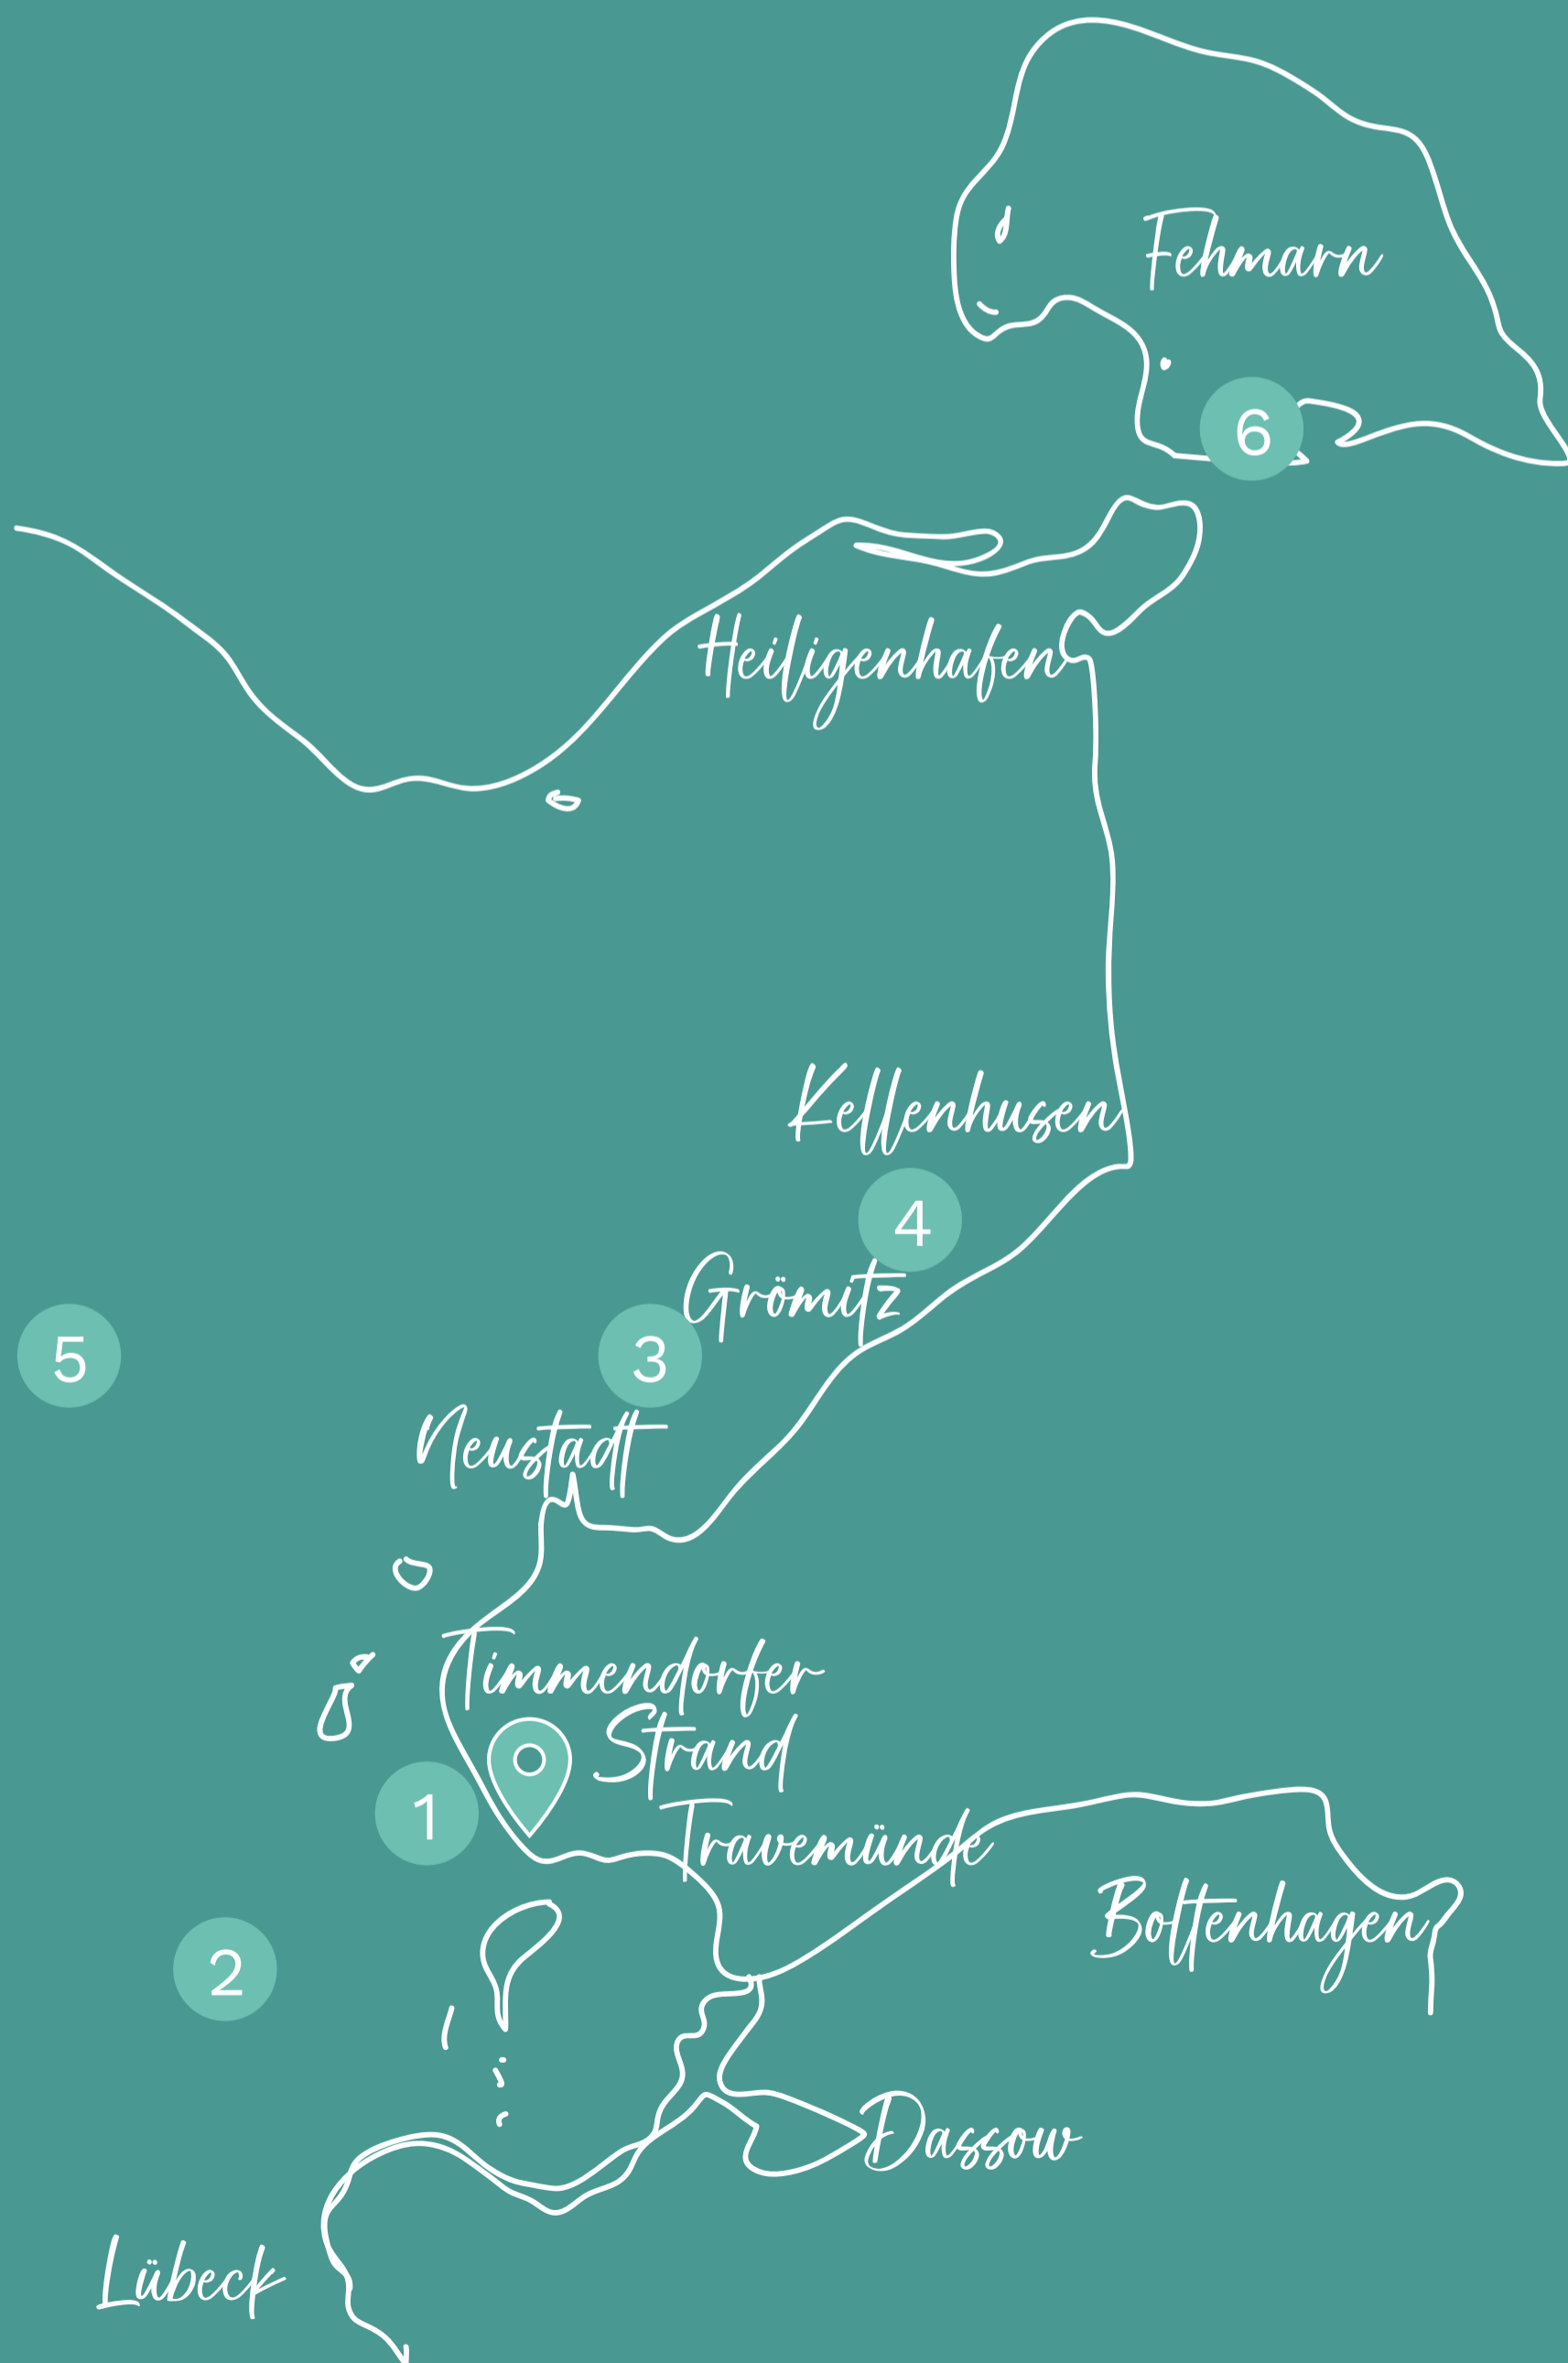 Fehmarn
6
Heiligenhafen
Kellenhusen
4
Grömitz
3
5
Neustadt
Timmendorfer
Strand
1
Travemünde
Boltenhagen
2
Dassow
Lübeck